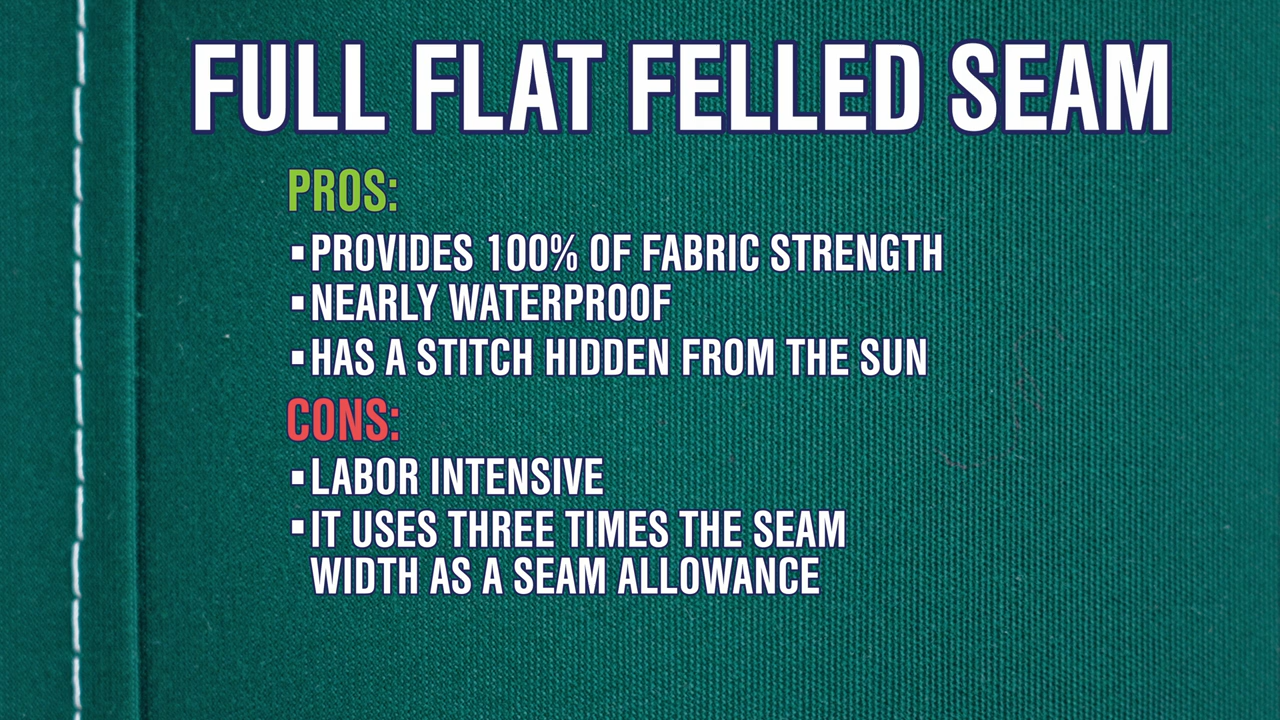 FULL FLAT FELLED SEAM
PROS:
▪PROVIDES 100% OF FABRIC STRENGTH
▪NEARLY WATERPROOF
▪HAS A STITCH HIDDEN FROM THE SUN
CONS:
▪LABOR INTENSIVE
▪IT USES THREE TIMES THE SEAM
WIDTH AS A SEAM ALLOWANCE